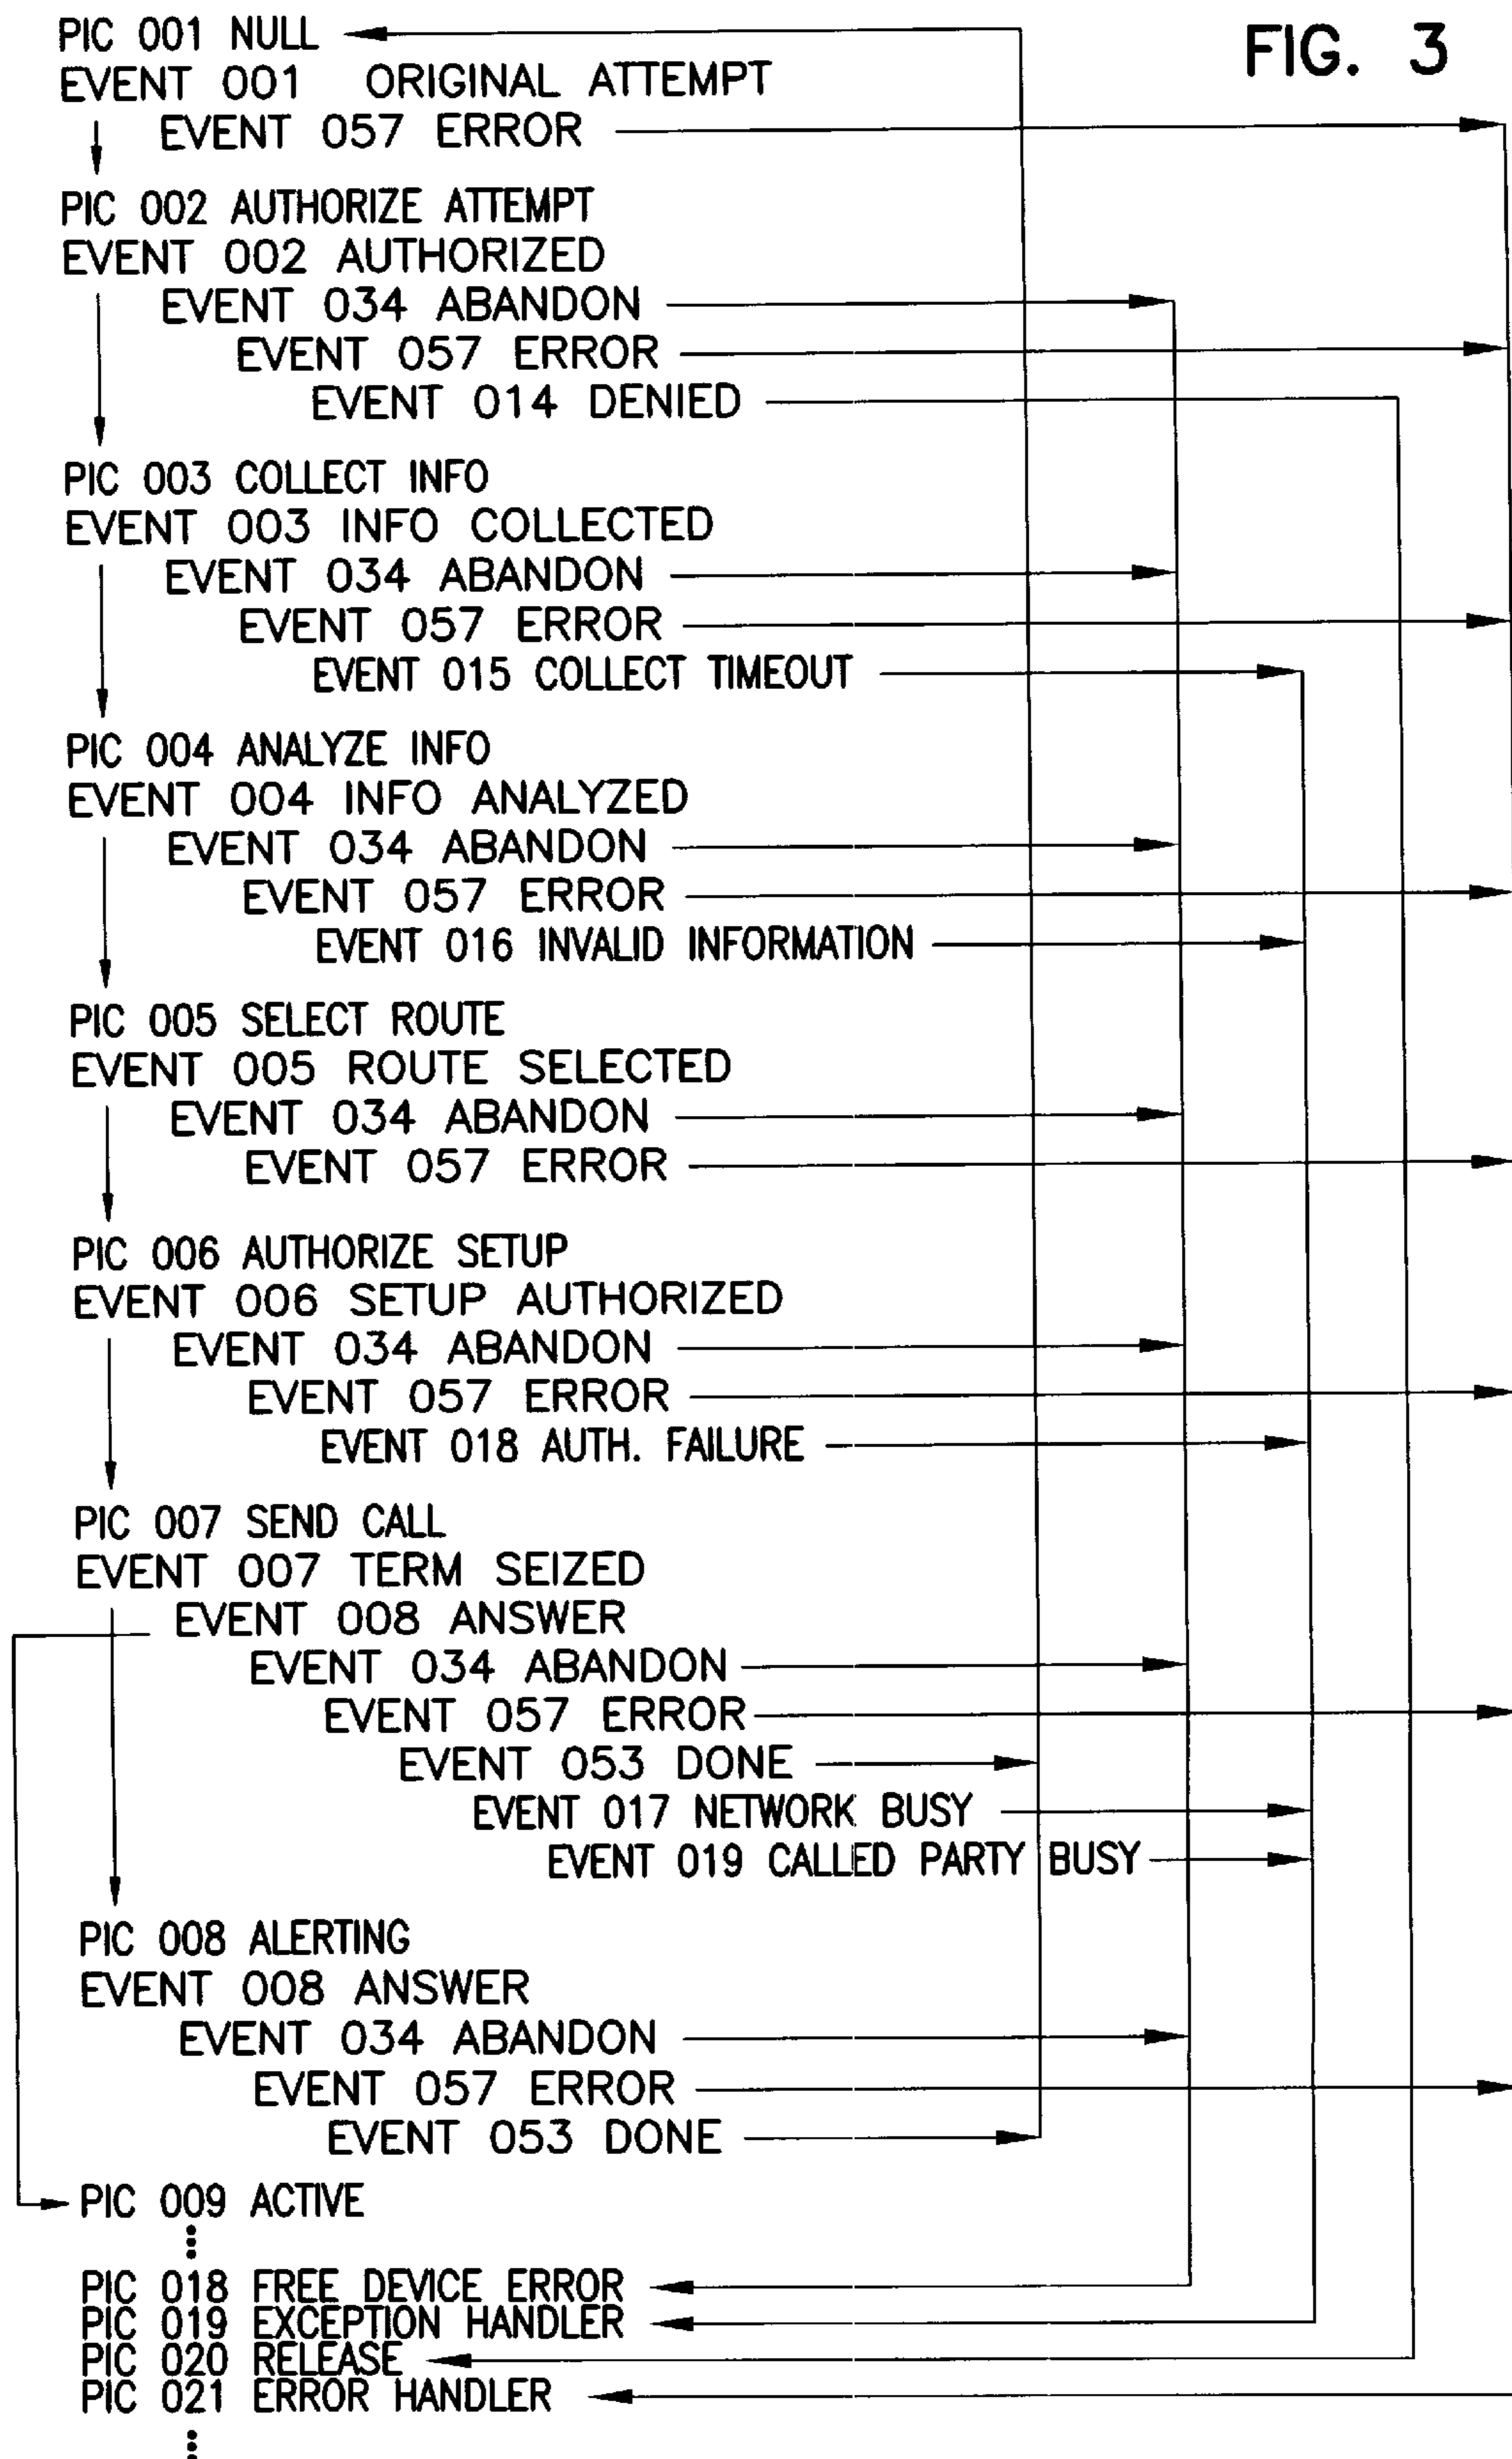 FIG. 3
PIC 001 NULL
EVENT 001 ORIGINAL ATTEMPT
EVENT 057 ERROR
PIC 002 AUTHORIZE ATTEMPT
EVENT 002 AUTHORIZED
EVENT 034 ABANDON
EVENT 057 ERROR
EVENT 014 DENIED
PIC 003 COLLECT INFO
EVENT 003 INFO COLLECTED
EVENT 034 ABANDON
EVENT 057 ERROR
EVENT 015 COLLECT TIMEOUT
PIC 004 ANALYZE INFO
EVENT 004 INFO ANALYZED
EVENT 034 ABANDON
EVENT 057 ERROR
EVENT 016 INVALID INFORMATION
PIC 005 SELECT ROUTE
EVENT 005 ROUTE SELECTED
EVENT 034 ABANDON
EVENT 057 ERROR
PIC 006 AUTHORIZE SETUP
EVENT 006 SETUP AUTHORIZED
EVENT 034 ABANDON
EVENT 057 ERROR
EVENT 018 AUTH. FAILURE
PIC 007 SEND CALL
EVENT 007 TERM SEIZED
EVENT 008 ANSWER
EVENT 034 ABANDON
EVENT 057 ERROR
EVENT 053 DONE
EVENT 017 NETWORK BUSY
EVENT 019 CALLED PARTY BUSY
PIC 008 ALERTING
EVENT 008 ANSWER
EVENT 034 ABANDON
EVENT 057 ERROR
EVENT 053 DONE
PIC 009 ACTIVE
PIC 018 FREE DEVICE ERROR
PIC 019 EXCEPTION HANDLER
PIC 020 RELEASE
PIC 021 ERROR HANDLER